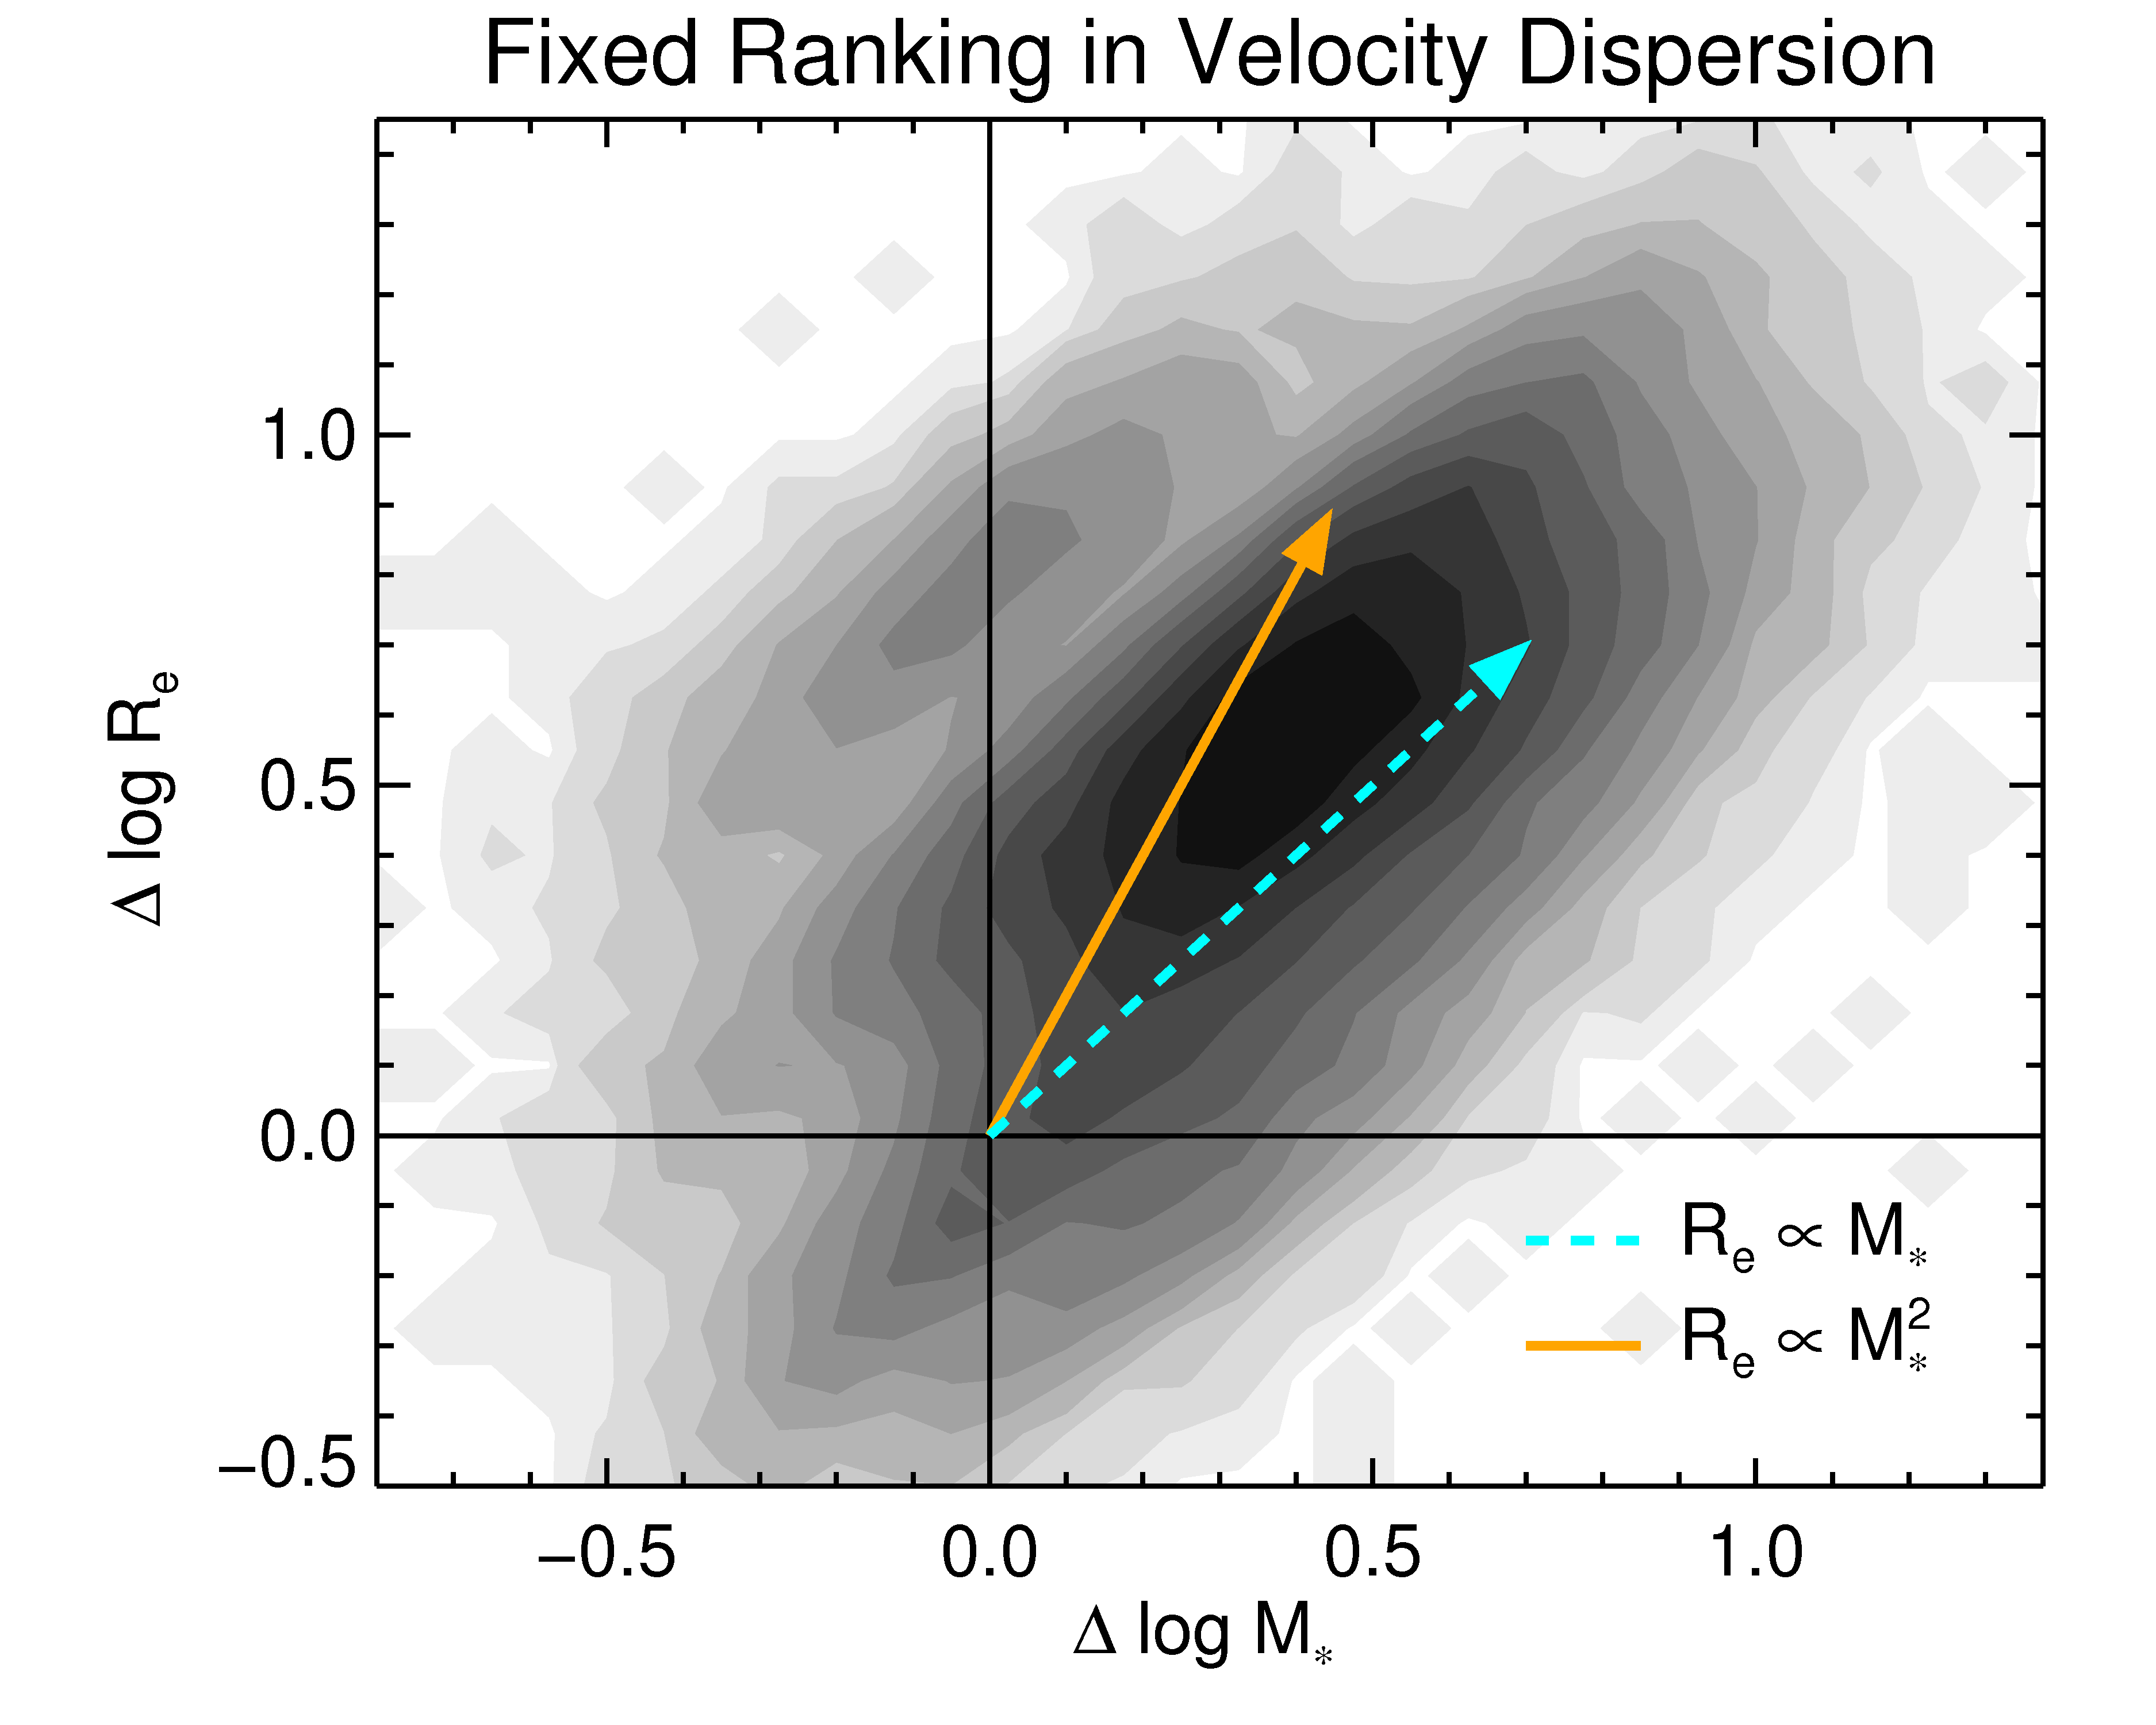 Fixed Ranking in Velocity Dispersion
1.0
0.5
0.0
−0.5
Δ log Rₑ
Rₑ ∝ M*
Rₑ ∝ M*²
−0.5
0.0
0.5
1.0
Δ log M*